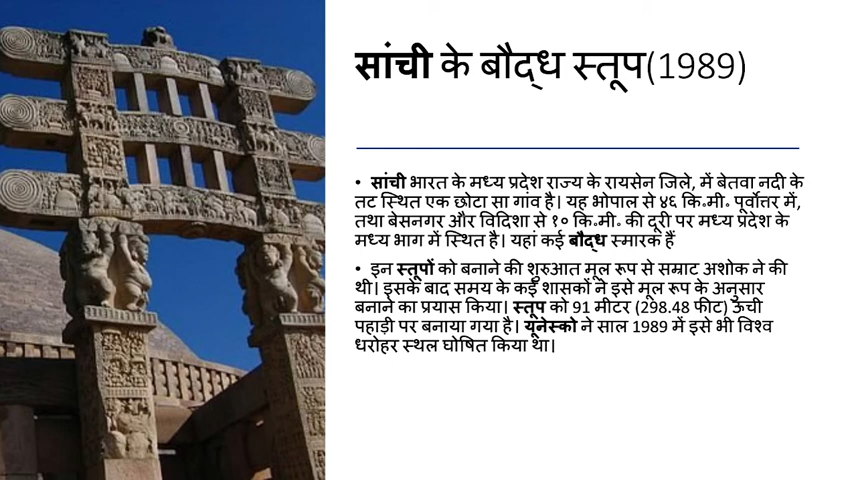 सांची के बौद्ध स्तूप(1989)
• सांची भारत के मध्य प्रदेश राज्य के रायसेन जिले, में बेतवा नदी के
तट स्थित एक छोटा सा गांव है। यह भोपाल से ४६ कि॰मी॰ पूर्वोत्तर में,
तथा बेसनगर और विदिशा से १० कि॰मी॰ की दूरी पर मध्य प्रदेश के
मध्य भाग में स्थित है। यहां कई बौद्ध स्मारक हैं
• इन स्तूपों को बनाने की शुरुआत मूल रूप से सम्राट अशोक ने की
थी। इसके बाद समय के कई शासकों ने इसे मूल रूप के अनुसार
बनाने का प्रयास किया। स्तूप को 91 मीटर (298.48 फीट) ऊंची
पहाड़ी पर बनाया गया है। यूनेस्को ने साल 1989 में इसे भी विश्व
धरोहर स्थल घोषित किया था।